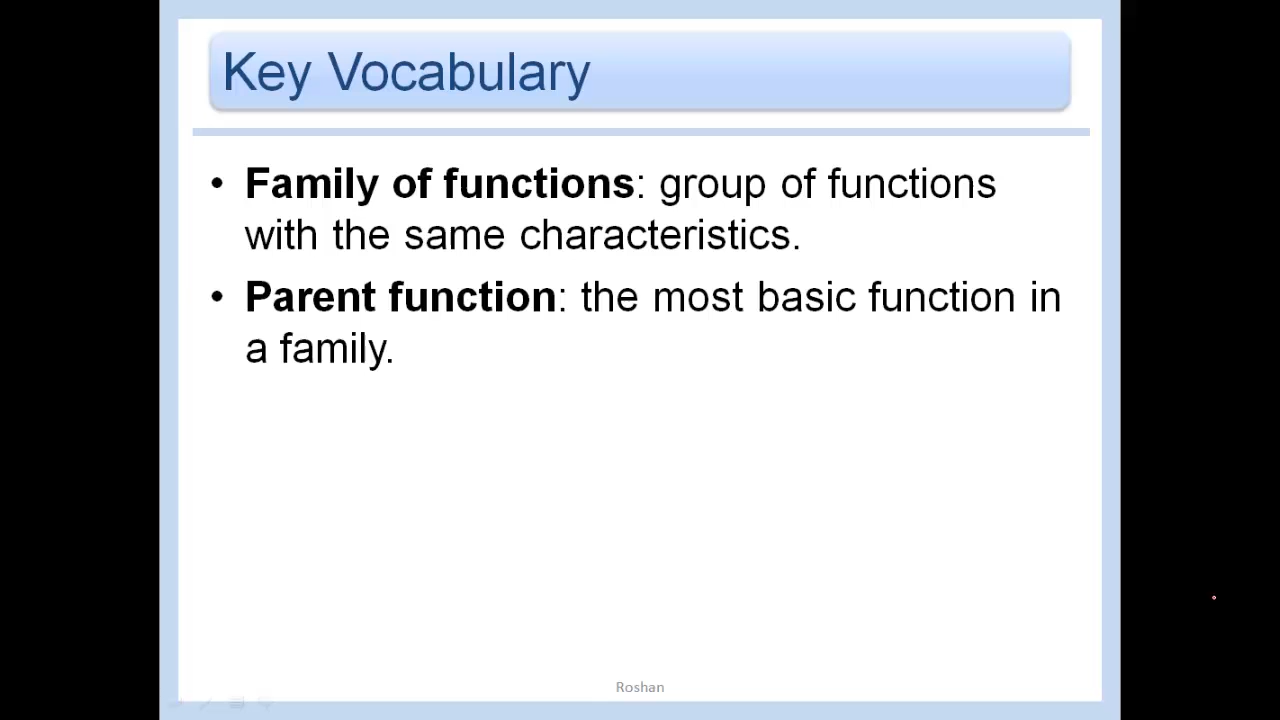 Key Vocabulary
• Family of functions: group of functions
with the same characteristics.
• Parent function: the most basic function in
a family.
Roshan